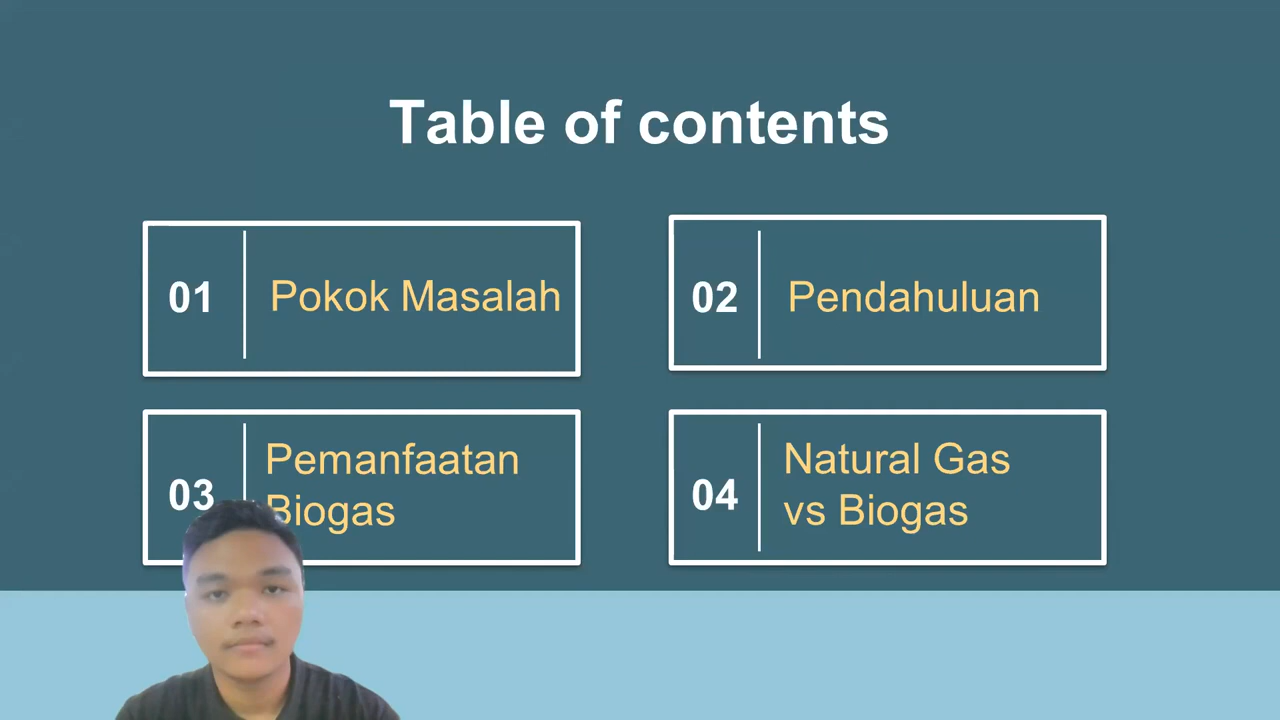 Table of contents
01 Pokok Masalah
02 Pendahuluan
03 Pemanfaatan
Biogas
04 Natural Gas
vs Biogas